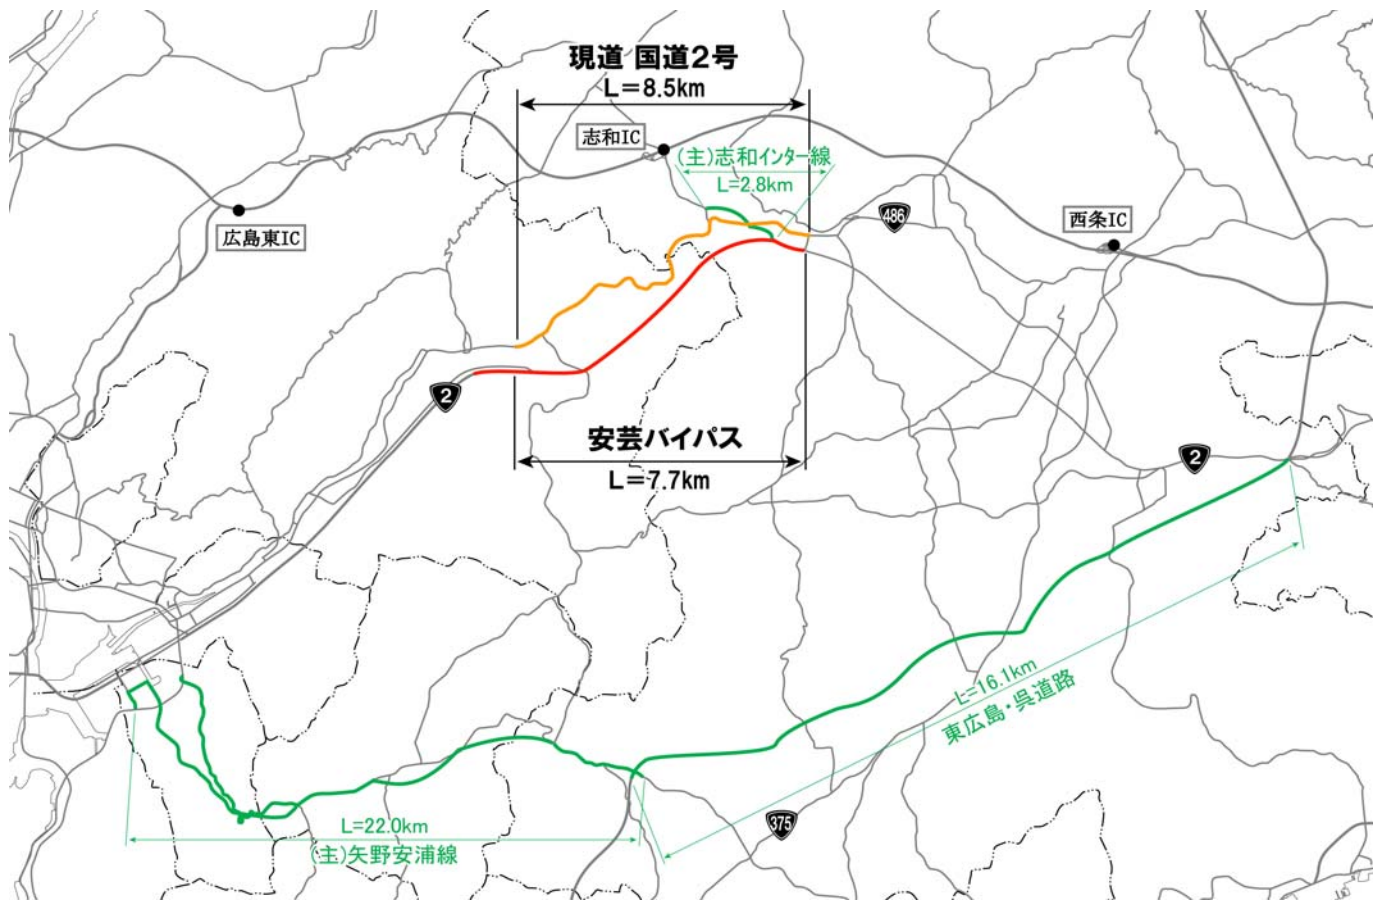 現道 国道2号
L=8.5km
志和IC
(主)志和インター線
L=2.8km
486
西条IC
広島東IC
2
安芸バイパス
L=7.7km
2
L=16.1km
東広島・呉道路
375
L=22.0km
(主)矢野安浦線